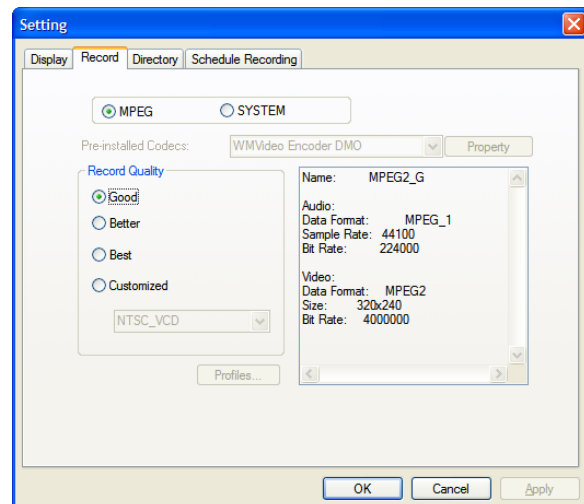 Setting
Display Record Directory Schedule Recording
MPEG SYSTEM
Pre-installed Codecs: WMVideo Encoder DMO Property
Record Quality
Good
Better
Best
Customized
NTSC_VCD
Profiles...
Name: MPEG2_G
Audio:
Data Format: MPEG_1
Sample Rate: 44100
Bit Rate: 224000
Video:
Data Format: MPEG2
Size: 320x240
Bit Rate: 4000000
OK Cancel Apply